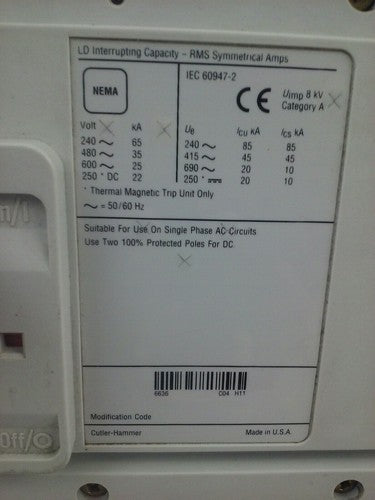 LD Interrupting Capacity - RMS Symmetrical Amps
NEMA
IEC 60947-2
CE
Uimp 8 kV
Category A
Volt kA
240 ~ 65
480 ~ 35
600 ~ 25
250 * DC 22
Ue Icu kA Ics kA
240 ~ 85 85
415 ~ 45 45
690 ~ 20 10
250 * ⎓ 20 10
* Thermal Magnetic Trip Unit Only
~ = 50/60 Hz
Suitable For Use On Single Phase AC Circuits
Use Two 100% Protected Poles For DC.
6636 C04 H11
Modification Code
Cutler-Hammer Made in U.S.A.
n/I
Off/O